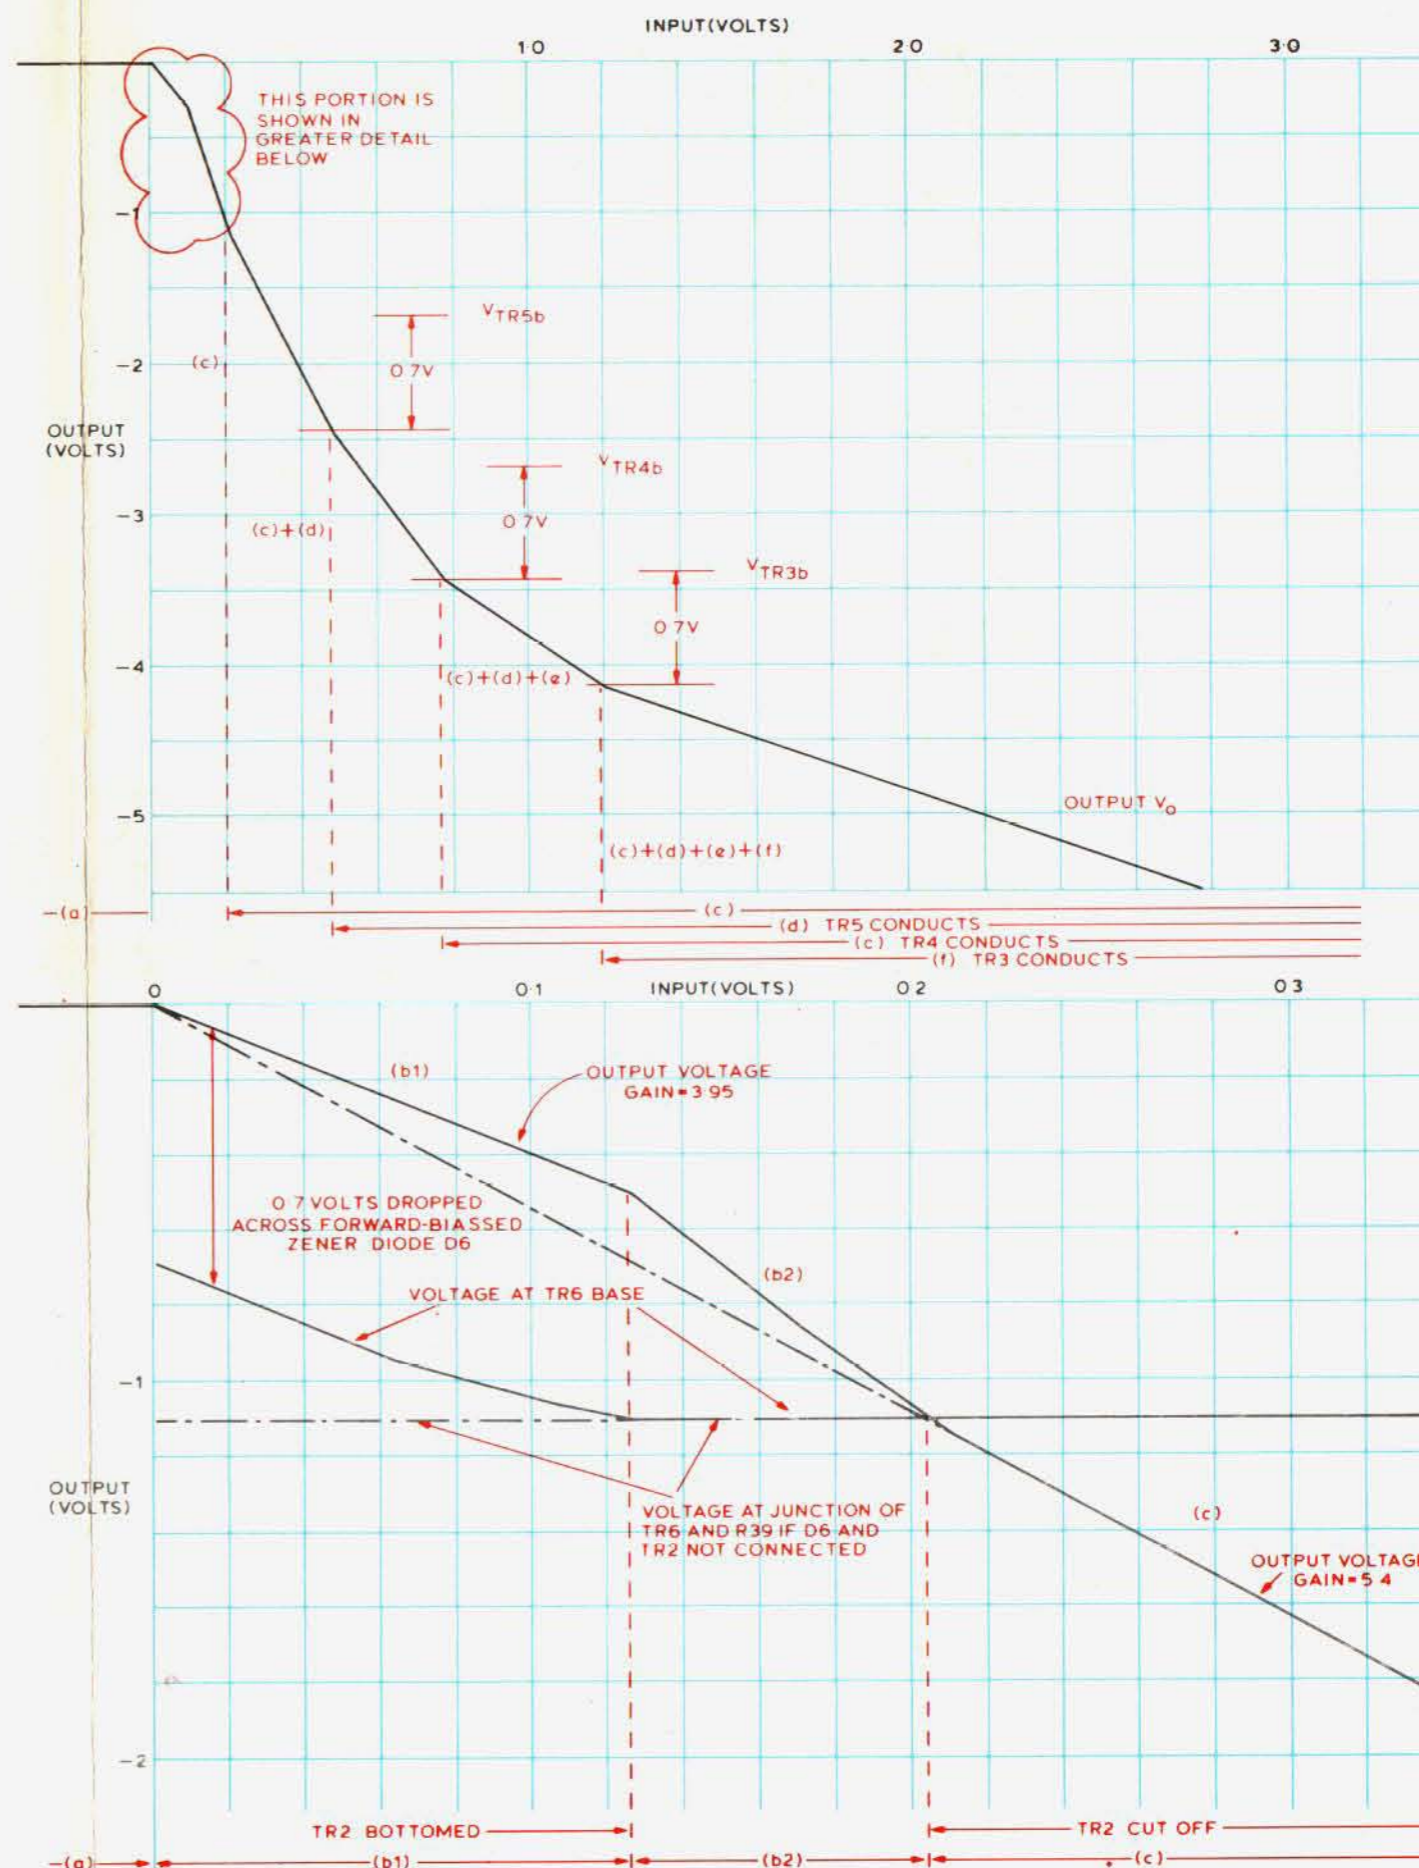 INPUT(VOLTS)
1·0 2·0 3·0
THIS PORTION IS
SHOWN IN
GREATER DETAIL
BELOW
-1
VTR5b
-2
(c)
0·7V
OUTPUT
(VOLTS)
VTR4b
-3
(c)+(d)
0·7V
VTR3b
0·7V
-4
(c)+(d)+(e)
OUTPUT Vo
-5
(c)+(d)+(e)+(f)
-(a)
(c)
(d) TR5 CONDUCTS
(c) TR4 CONDUCTS
(f) TR3 CONDUCTS
0 0·1 INPUT(VOLTS) 0·2 0·3
(b1)
OUTPUT VOLTAGE
GAIN=3·95
0·7 VOLTS DROPPED
ACROSS FORWARD-BIASSED
ZENER DIODE D6
(b2)
VOLTAGE AT TR6 BASE
-1
OUTPUT
(VOLTS)
VOLTAGE AT JUNCTION OF
TR6 AND R39 IF D6 AND
TR2 NOT CONNECTED
(c)
OUTPUT VOLTAGE
GAIN=5·4
-2
TR2 BOTTOMED TR2 CUT OFF
-(a) (b1) (b2) (c)